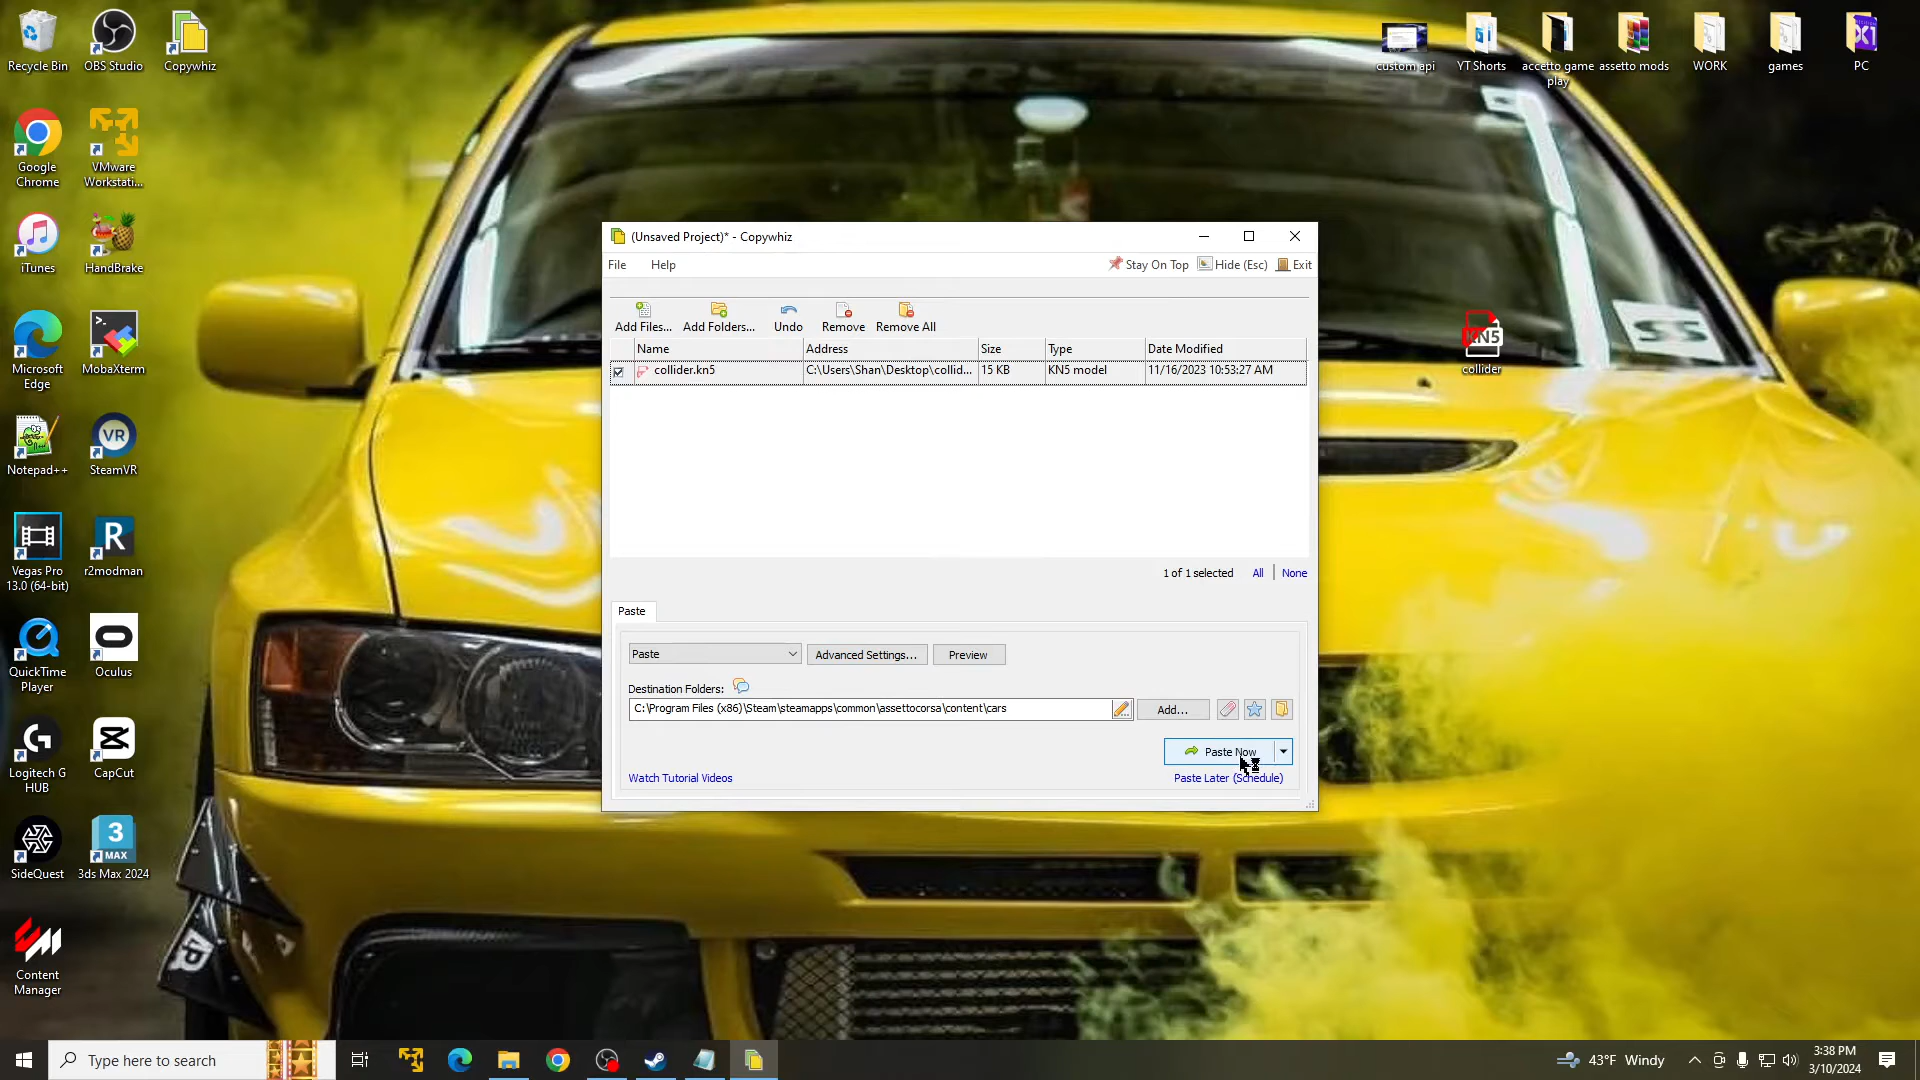 Recycle Bin
OBS Studio
Copywhiz
custom api
YT Shorts
accetto game play
assetto mods
WORK
games
PC
Google Chrome
VMware Workstati...
iTunes
HandBrake
Microsoft Edge
MobaXterm
Notepad++
SteamVR
Vegas Pro 13.0 (64-bit)
r2modman
QuickTime Player
Oculus
Logitech G HUB
CapCut
SideQuest
3ds Max 2024
Content Manager
KN5
collider
(Unsaved Project)* - Copywhiz
File Help Stay On Top Hide (Esc) Exit
Add Files... Add Folders... Undo Remove Remove All
Name Address Size Type Date Modified
collider.kn5 C:\Users\Shan\Desktop\collid... 15 KB KN5 model 11/16/2023 10:53:27 AM
1 of 1 selected All None
Paste
Paste Advanced Settings... Preview
Destination Folders:
C:\Program Files (x86)\Steam\steamapps\common\assettocorsa\content\cars Add...
Paste Now
Watch Tutorial Videos Paste Later (Schedule)
Type here to search
43°F Windy
3:38 PM
3/10/2024